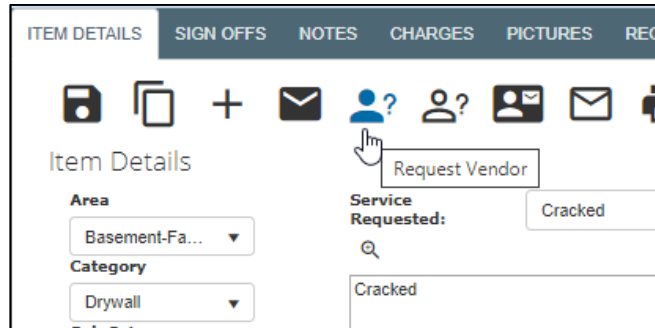 ITEM DETAILS SIGN OFFS NOTES CHARGES PICTURES
? ?
Item Details
Request Vendor
Area
Service
Requested:
Cracked
Basement-Fa...
Category
Cracked
Drywall